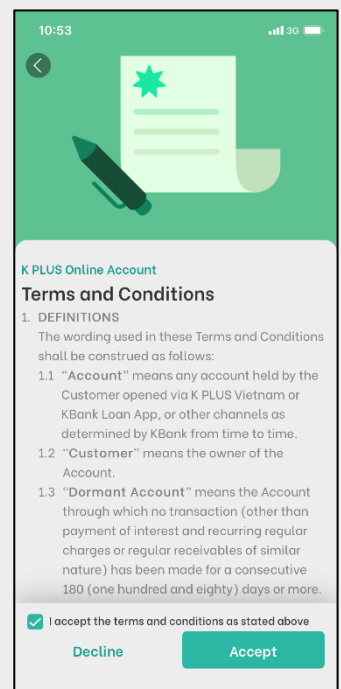 10:53
3G
K PLUS Online Account
Terms and Conditions
1. DEFINITIONS
The wording used in these Terms and Conditions
shall be construed as follows:
1.1 “Account” means any account held by the
Customer opened via K PLUS Vietnam or
KBank Loan App, or other channels as
determined by KBank from time to time.
1.2 “Customer” means the owner of the
Account.
1.3 “Dormant Account” means the Account
through which no transaction (other than
payment of interest and recurring regular
charges or regular receivables of similar
nature) has been made for a consecutive
180 (one hundred and eighty) days or more.
I accept the terms and conditions as stated above
Decline
Accept